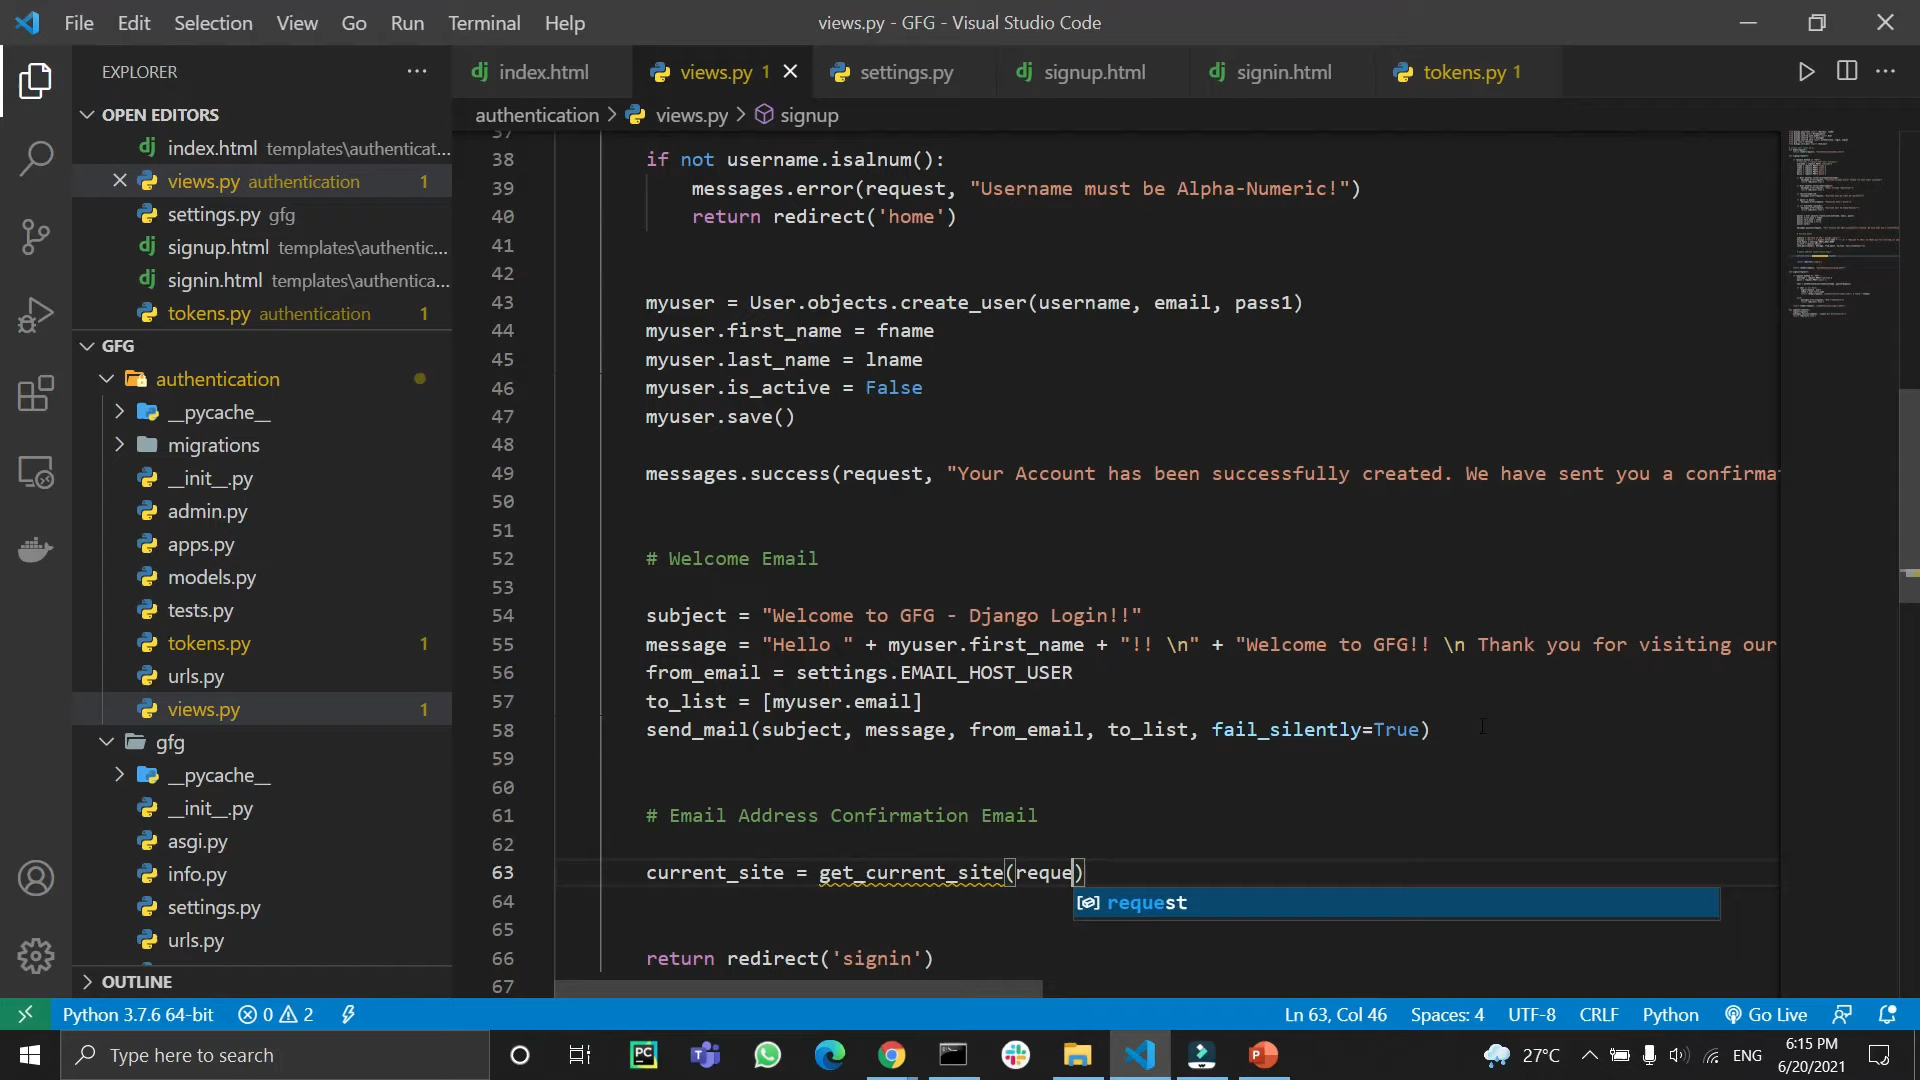 File Edit Selection View Go Run Terminal Help
views.py - GFG - Visual Studio Code
EXPLORER
index.html
views.py 1
settings.py
signup.html
signin.html
tokens.py 1
OPEN EDITORS
index.html templates\authenticat...
views.py authentication 1
settings.py gfg
signup.html templates\authentic...
signin.html templates\authentica...
tokens.py authentication 1
GFG
authentication
__pycache__
migrations
__init__.py
admin.py
apps.py
models.py
tests.py
tokens.py 1
urls.py
views.py 1
gfg
__pycache__
__init__.py
asgi.py
info.py
settings.py
urls.py
OUTLINE
authentication > views.py > signup
37
38 if not username.isalnum():
39 messages.error(request, "Username must be Alpha-Numeric!")
40 return redirect('home')
41
42
43 myuser = User.objects.create_user(username, email, pass1)
44 myuser.first_name = fname
45 myuser.last_name = lname
46 myuser.is_active = False
47 myuser.save()
48
49 messages.success(request, "Your Account has been successfully created. We have sent you a confirma
50
51
52 # Welcome Email
53
54 subject = "Welcome to GFG - Django Login!!"
55 message = "Hello " + myuser.first_name + "!! \n" + "Welcome to GFG!! \n Thank you for visiting our
56 from_email = settings.EMAIL_HOST_USER
57 to_list = [myuser.email]
58 send_mail(subject, message, from_email, to_list, fail_silently=True)
59
60
61 # Email Address Confirmation Email
62
63 current_site = get_current_site(reque)
64 request
65
66 return redirect('signin')
67
Python 3.7.6 64-bit 0 2 Ln 63, Col 46 Spaces: 4 UTF-8 CRLF Python Go Live
Type here to search
PC
27°C
ENG
6:15 PM
6/20/2021